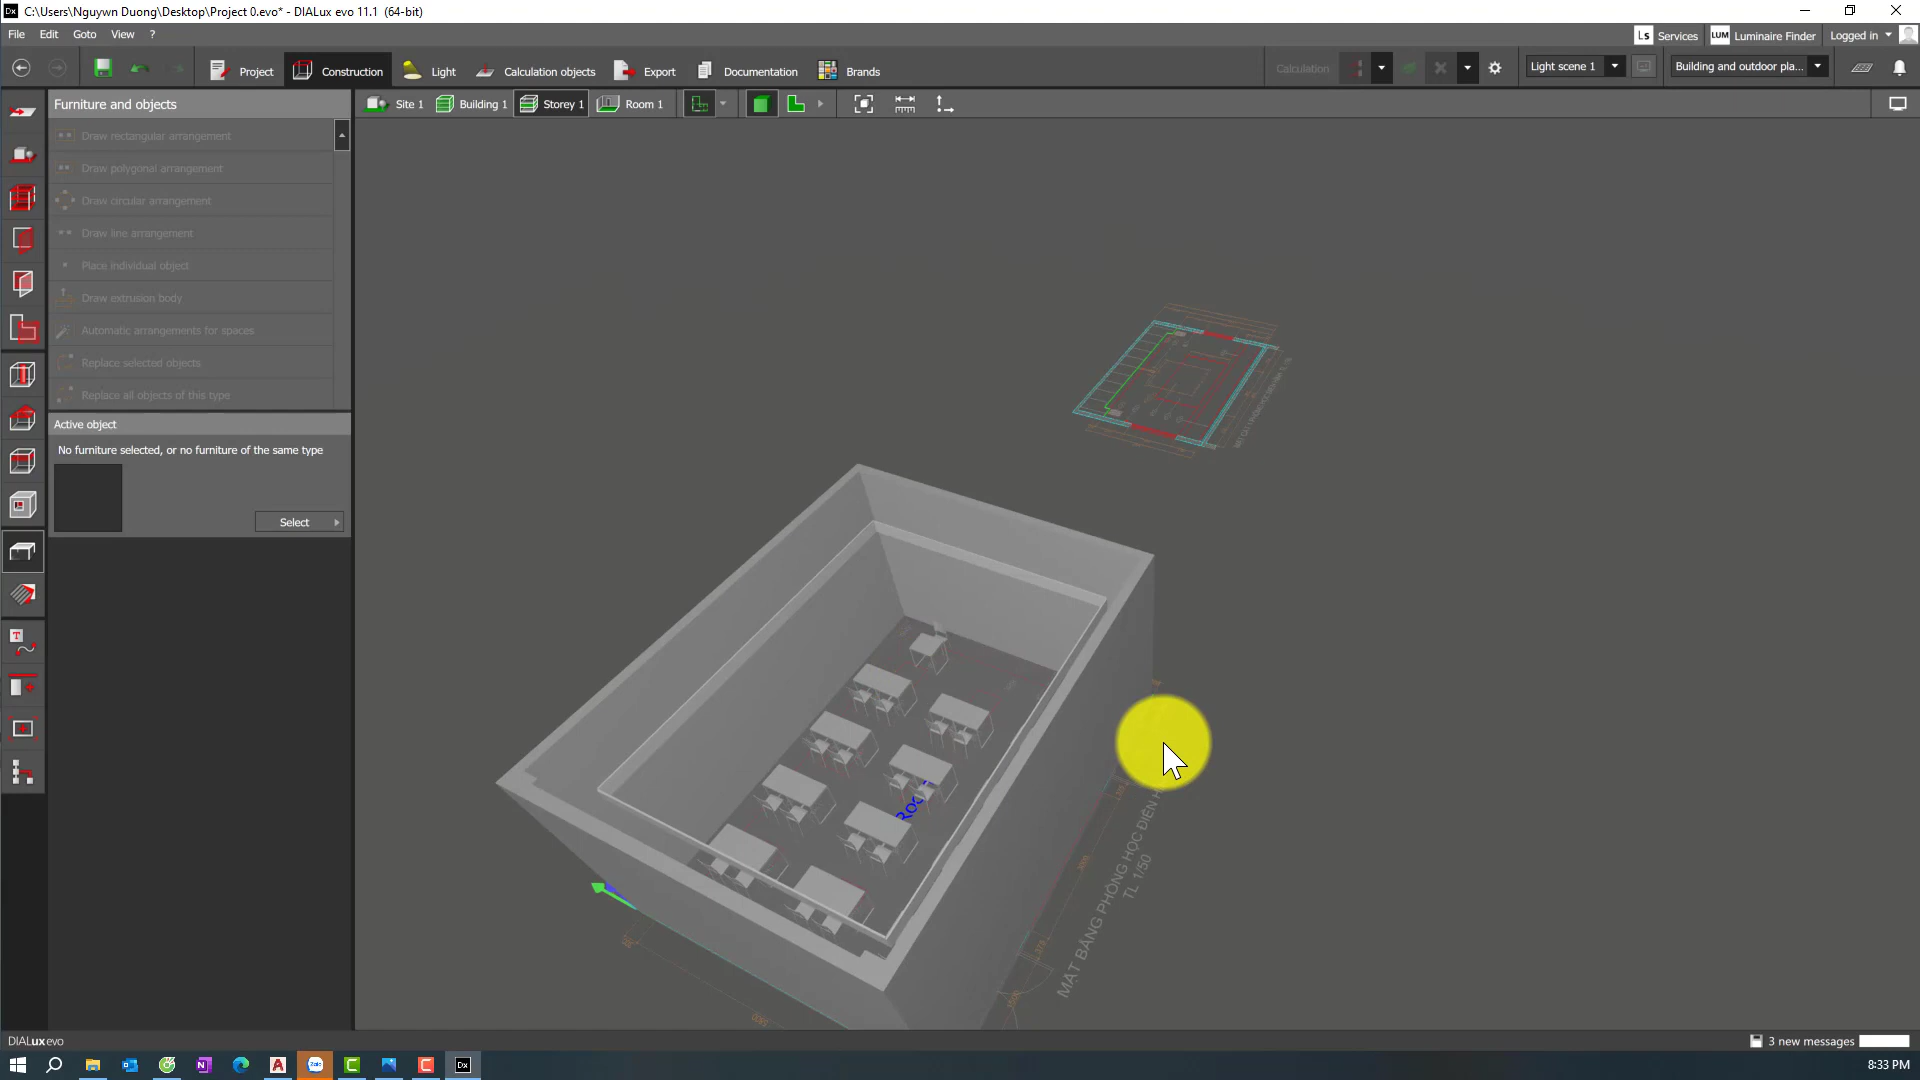 C:\Users\Nguywn Duong\Desktop\Project 0.evo* - DIALux evo 11.1 (64-bit)
File Edit Goto View ?
Services Luminaire Finder Logged in
Project Construction Light Calculation objects Export Documentation Brands
Calculation Light scene 1 Building and outdoor pla...
Furniture and objects
Site 1 Building 1 Storey 1 Room 1
Draw rectangular arrangement
Draw polygonal arrangement
Draw circular arrangement
Draw line arrangement
Place individual object
Draw extrusion body
Automatic arrangements for spaces
Replace selected objects
Replace all objects of this type
Active object
No furniture selected, or no furniture of the same type
Select
MẶT BẰNG PHÒNG HỌC ĐIỂN H
TL 1/50
DIALux evo
3 new messages
8:33 PM